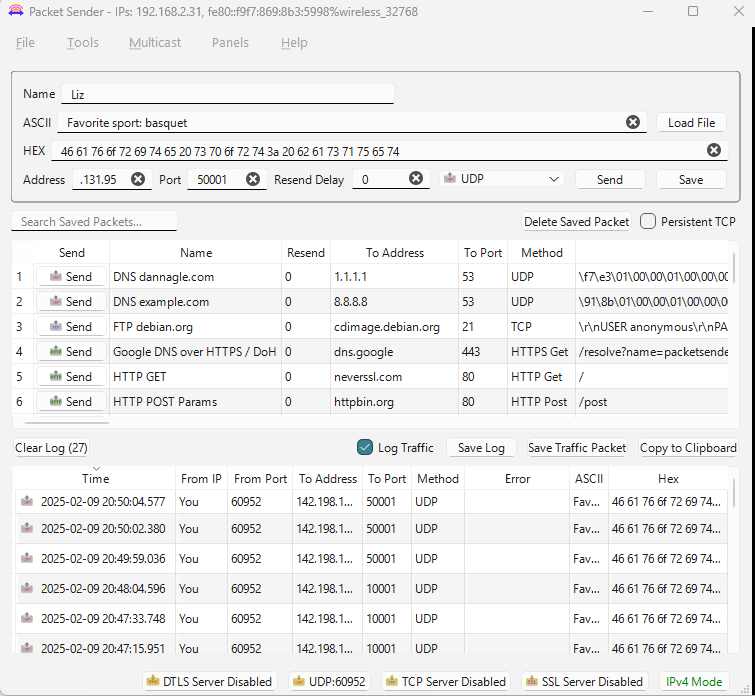 Packet Sender - IPs: 192.168.2.31, fe80::f9f7:869:8b3:5998%wireless_32768
File Tools Multicast Panels Help
Name Liz
ASCII Favorite sport: basquet Load File
HEX 46 61 76 6f 72 69 74 65 20 73 70 6f 72 74 3a 20 62 61 73 71 75 65 74
Address .131.95 Port 50001 Resend Delay 0 UDP Send Save
Search Saved Packets... Delete Saved Packet Persistent TCP
Send Name Resend To Address To Port Method
1 Send DNS dannagle.com 0 1.1.1.1 53 UDP \f7\e3\01\00\00\01\00\00\00
2 Send DNS example.com 0 8.8.8.8 53 UDP \91\8b\01\00\00\01\00\00\00
3 Send FTP debian.org 0 cdimage.debian.org 21 TCP \r\nUSER anonymous\r\nPA
4 Send Google DNS over HTTPS / DoH 0 dns.google 443 HTTPS Get /resolve?name=packetsende
5 Send HTTP GET 0 neverssl.com 80 HTTP Get /
6 Send HTTP POST Params 0 httpbin.org 80 HTTP Post /post
Clear Log (27) Log Traffic Save Log Save Traffic Packet Copy to Clipboard
Time From IP From Port To Address To Port Method Error ASCII Hex
2025-02-09 20:50:04.577 You 60952 142.198.1... 50001 UDP Fav... 46 61 76 6f 72 69 74...
2025-02-09 20:50:02.380 You 60952 142.198.1... 50001 UDP Fav... 46 61 76 6f 72 69 74...
2025-02-09 20:49:59.036 You 60952 142.198.1... 50001 UDP Fav... 46 61 76 6f 72 69 74...
2025-02-09 20:48:04.596 You 60952 142.198.1... 10001 UDP Fav... 46 61 76 6f 72 69 74...
2025-02-09 20:47:33.748 You 60952 142.198.1... 10001 UDP Fav... 46 61 76 6f 72 69 74...
2025-02-09 20:47:15.951 You 60952 142.198.1... 10001 UDP Fav... 46 61 76 6f 72 69 74...
DTLS Server Disabled UDP:60952 TCP Server Disabled SSL Server Disabled IPv4 Mode